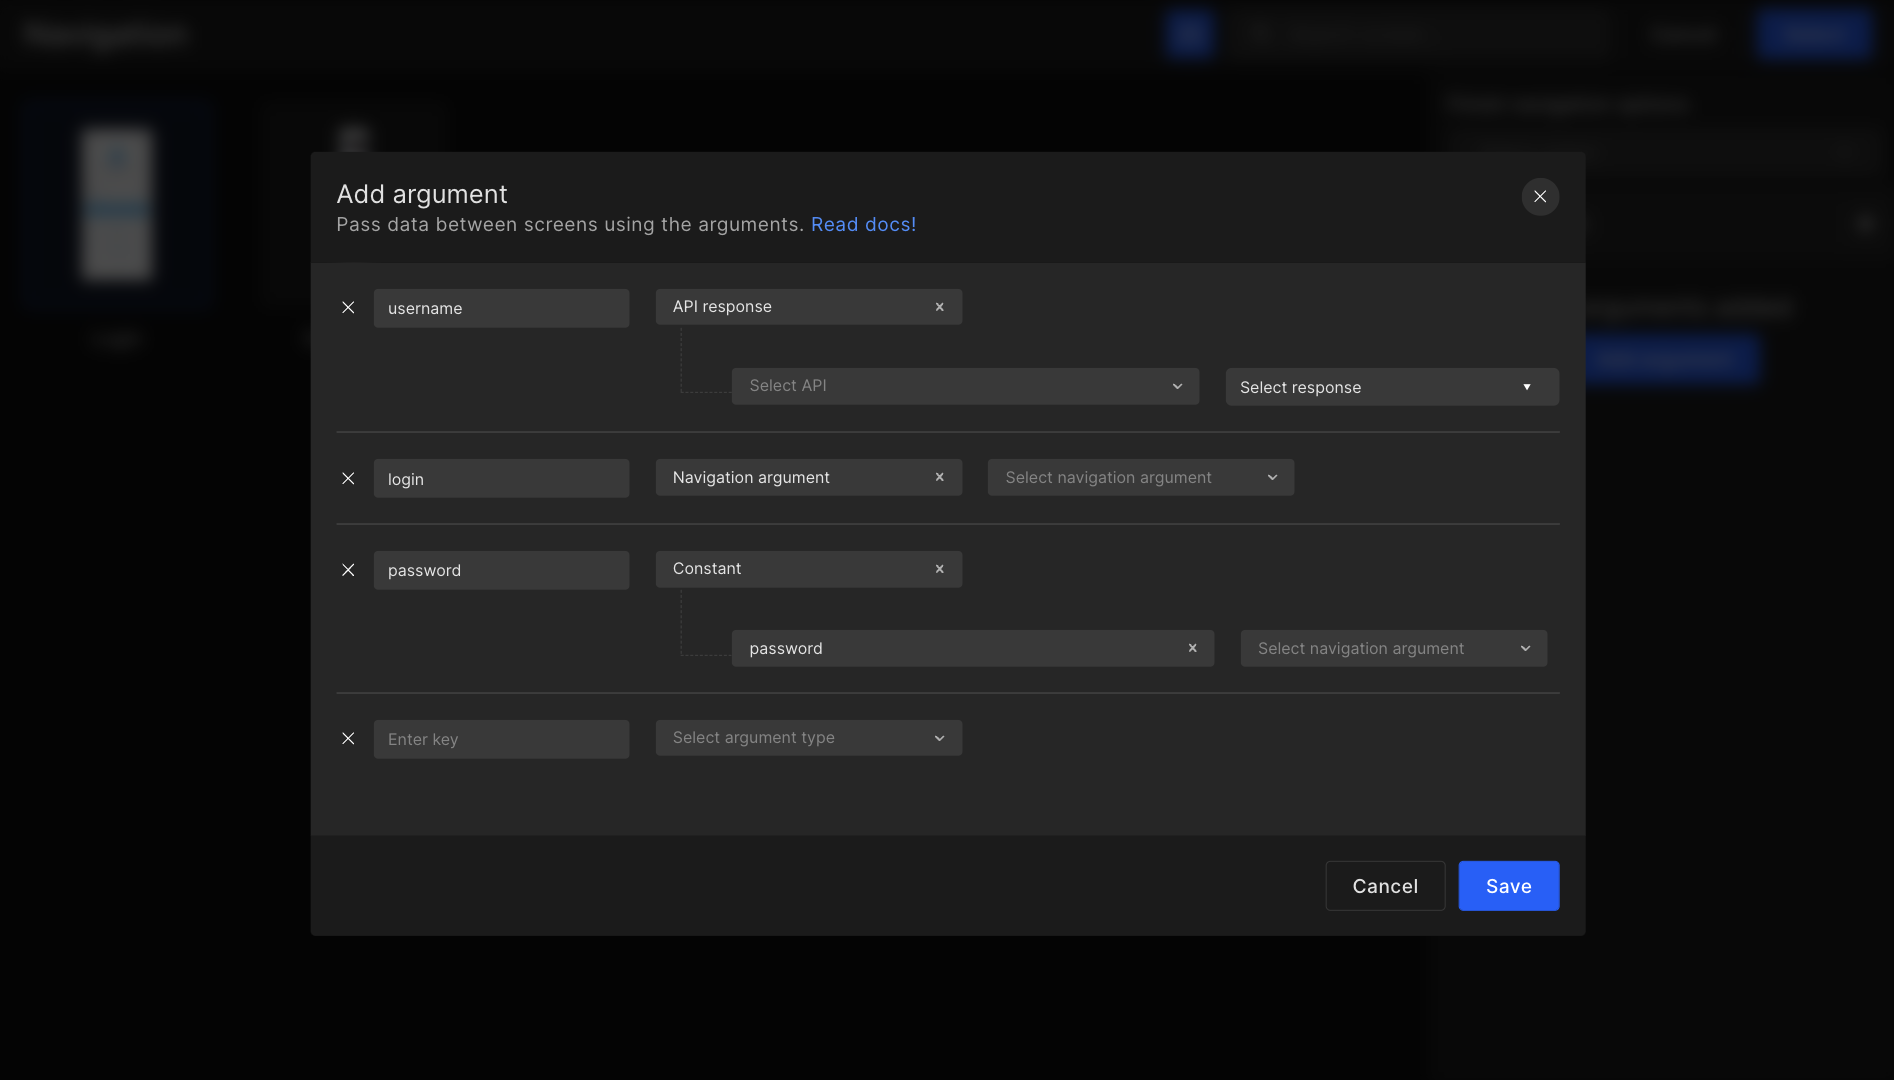 Navigation
Add argument
Pass data between screens using the arguments. Read docs!
username
API response
Select API
Select response
login
Navigation argument
Select navigation argument
password
Constant
password
Select navigation argument
Enter key
Select argument type
Cancel
Save